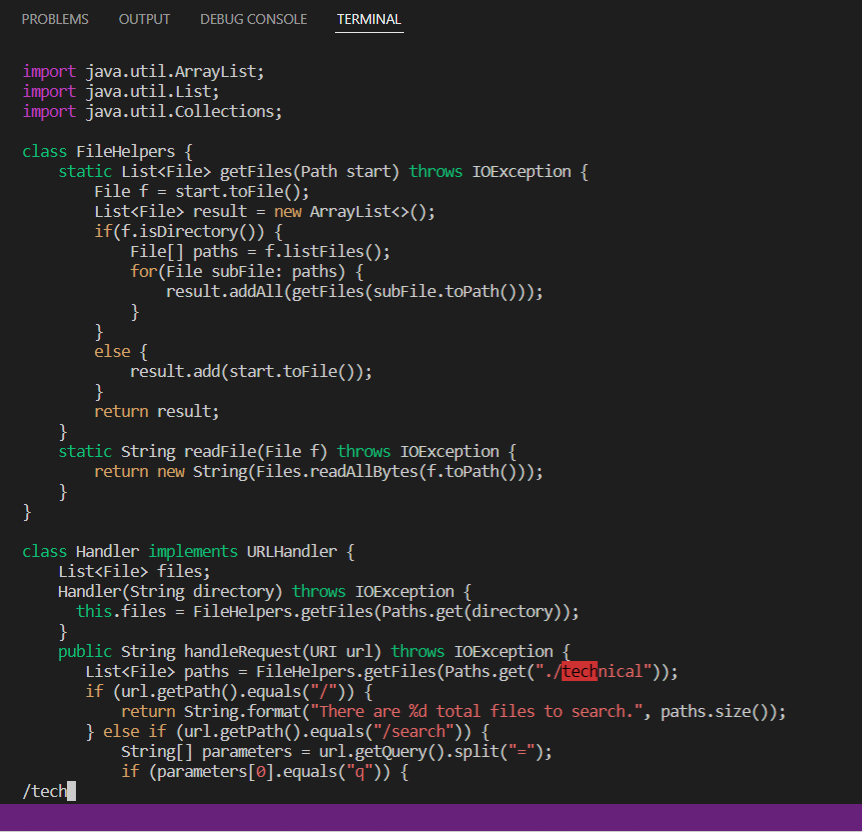 PROBLEMS OUTPUT DEBUG CONSOLE TERMINAL
import java.util.ArrayList;
import java.util.List;
import java.util.Collections;
class FileHelpers {
    static List<File> getFiles(Path start) throws IOException {
        File f = start.toFile();
        List<File> result = new ArrayList<>();
        if(f.isDirectory()) {
            File[] paths = f.listFiles();
            for(File subFile: paths) {
                result.addAll(getFiles(subFile.toPath()));
            }
        }
        else {
            result.add(start.toFile());
        }
        return result;
    }
    static String readFile(File f) throws IOException {
        return new String(Files.readAllBytes(f.toPath()));
    }
}
class Handler implements URLHandler {
    List<File> files;
    Handler(String directory) throws IOException {
      this.files = FileHelpers.getFiles(Paths.get(directory));
    }
    public String handleRequest(URI url) throws IOException {
       List<File> paths = FileHelpers.getFiles(Paths.get("./technical"));
       if (url.getPath().equals("/")) {
           return String.format("There are %d total files to search.", paths.size());
       } else if (url.getPath().equals("/search")) {
           String[] parameters = url.getQuery().split("=");
           if (parameters[0].equals("q")) {
/tech